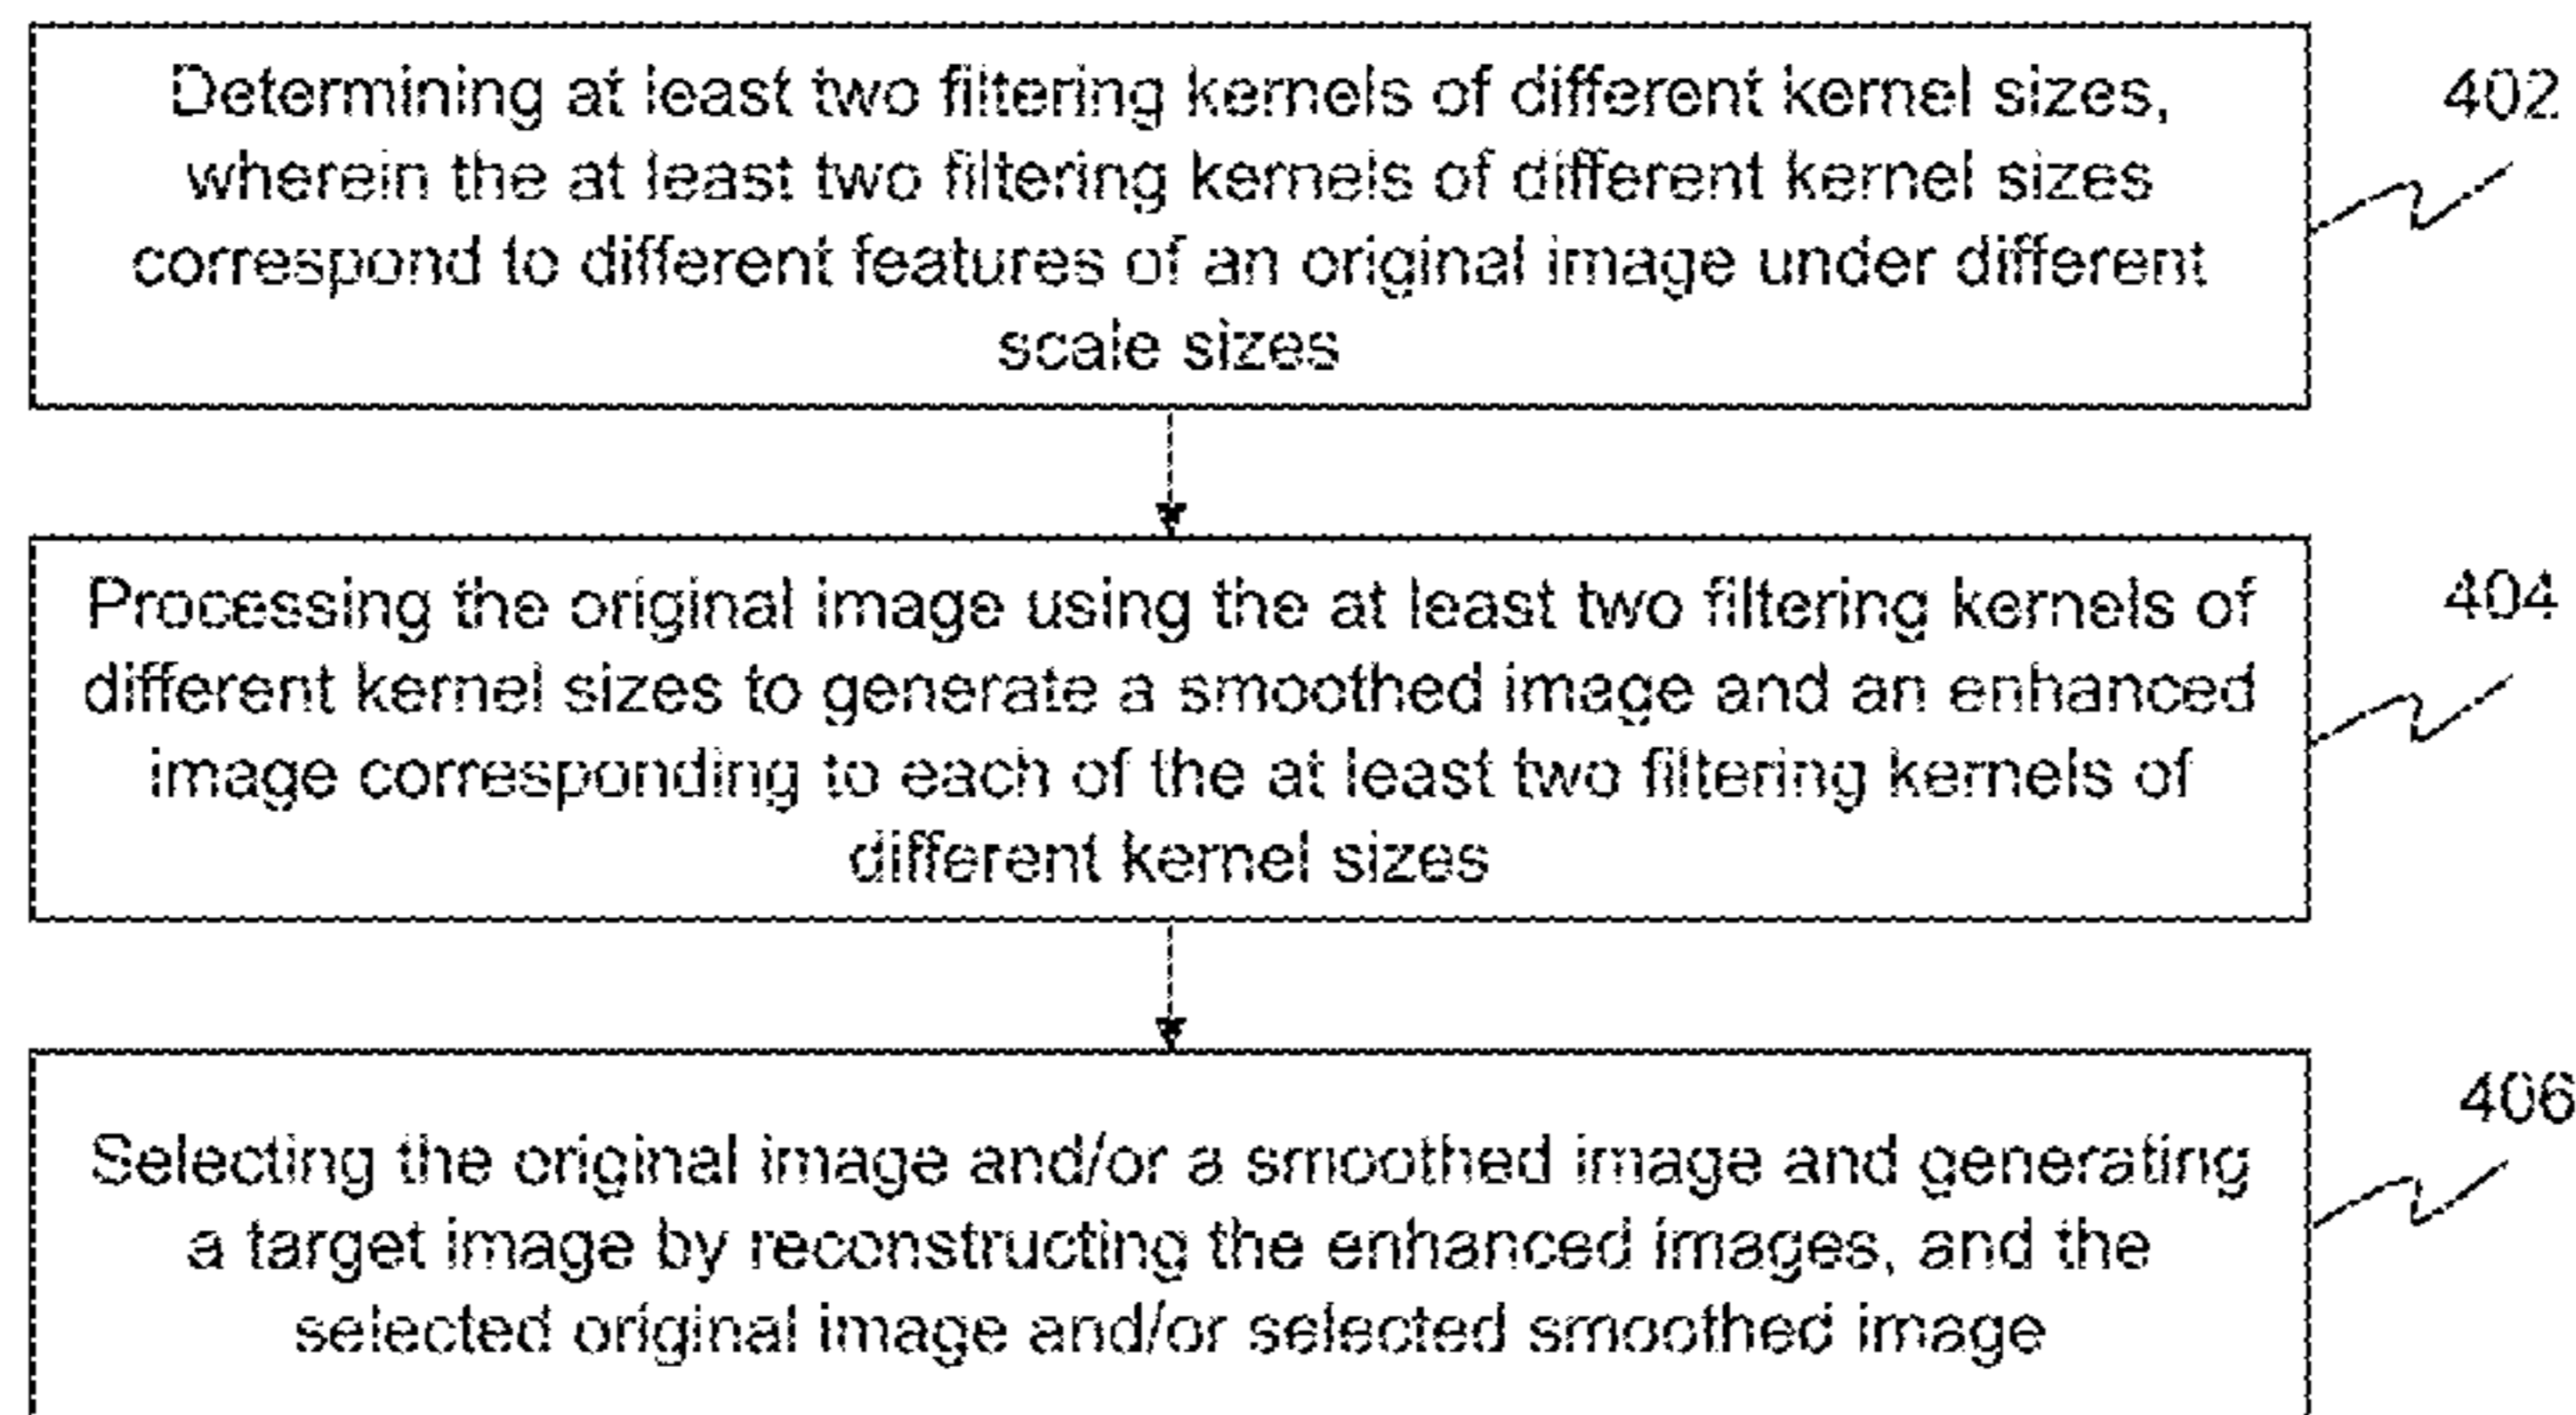 Determining at least two filtering kernels of different kernel sizes,
402
wherein the at least two filtering kernels of different kernel sizes
correspond to different features of an original image under different
scale sizes
Processing the original image using the at least two filtering kernels of
404
different kernel sizes to generate a smoothed image and an enhanced
image corresponding to each of the at least two filtering kernels of
different kernel sizes
406
Selecting the original image and/or a smoothed image and generating
a target image by reconstructing the enhanced images, and the
selected original image and/or selected smoothed image